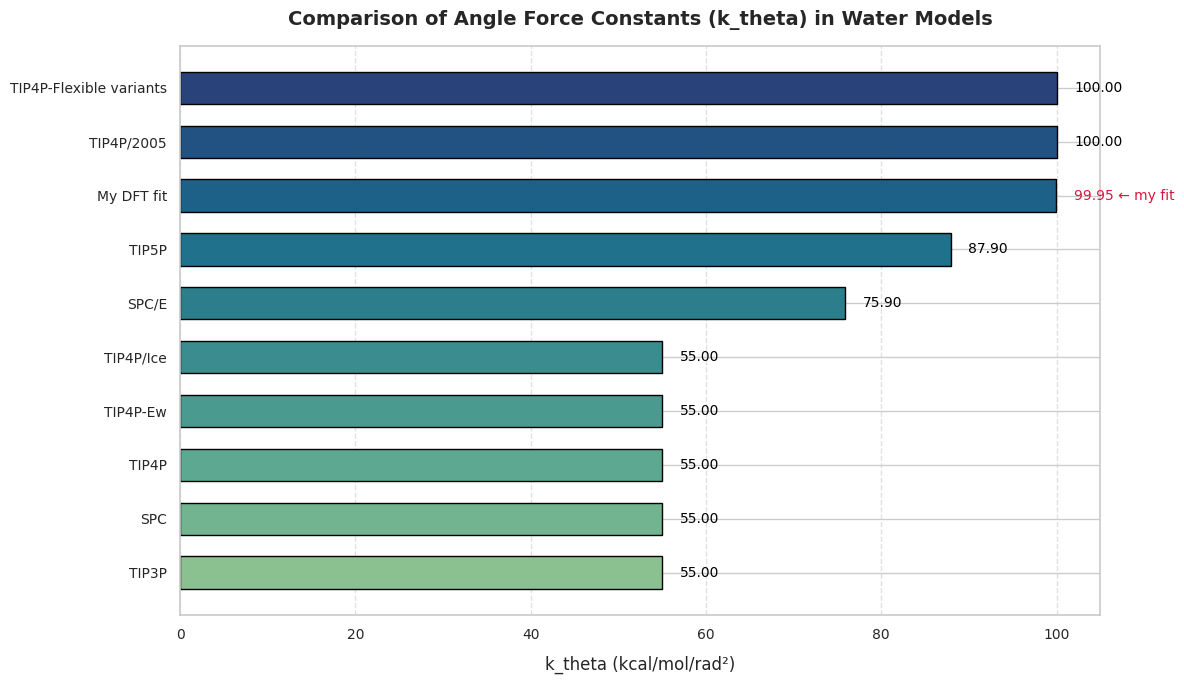 Comparison of Angle Force Constants (k_theta) in Water Models
TIP4P-Flexible variants
100.00
TIP4P/2005
100.00
My DFT fit
99.95 ← my fit
TIP5P
87.90
SPC/E
75.90
TIP4P/Ice
55.00
TIP4P-Ew
55.00
TIP4P
55.00
SPC
55.00
TIP3P
55.00
0 20 40 60 80 100
k_theta (kcal/mol/rad²)